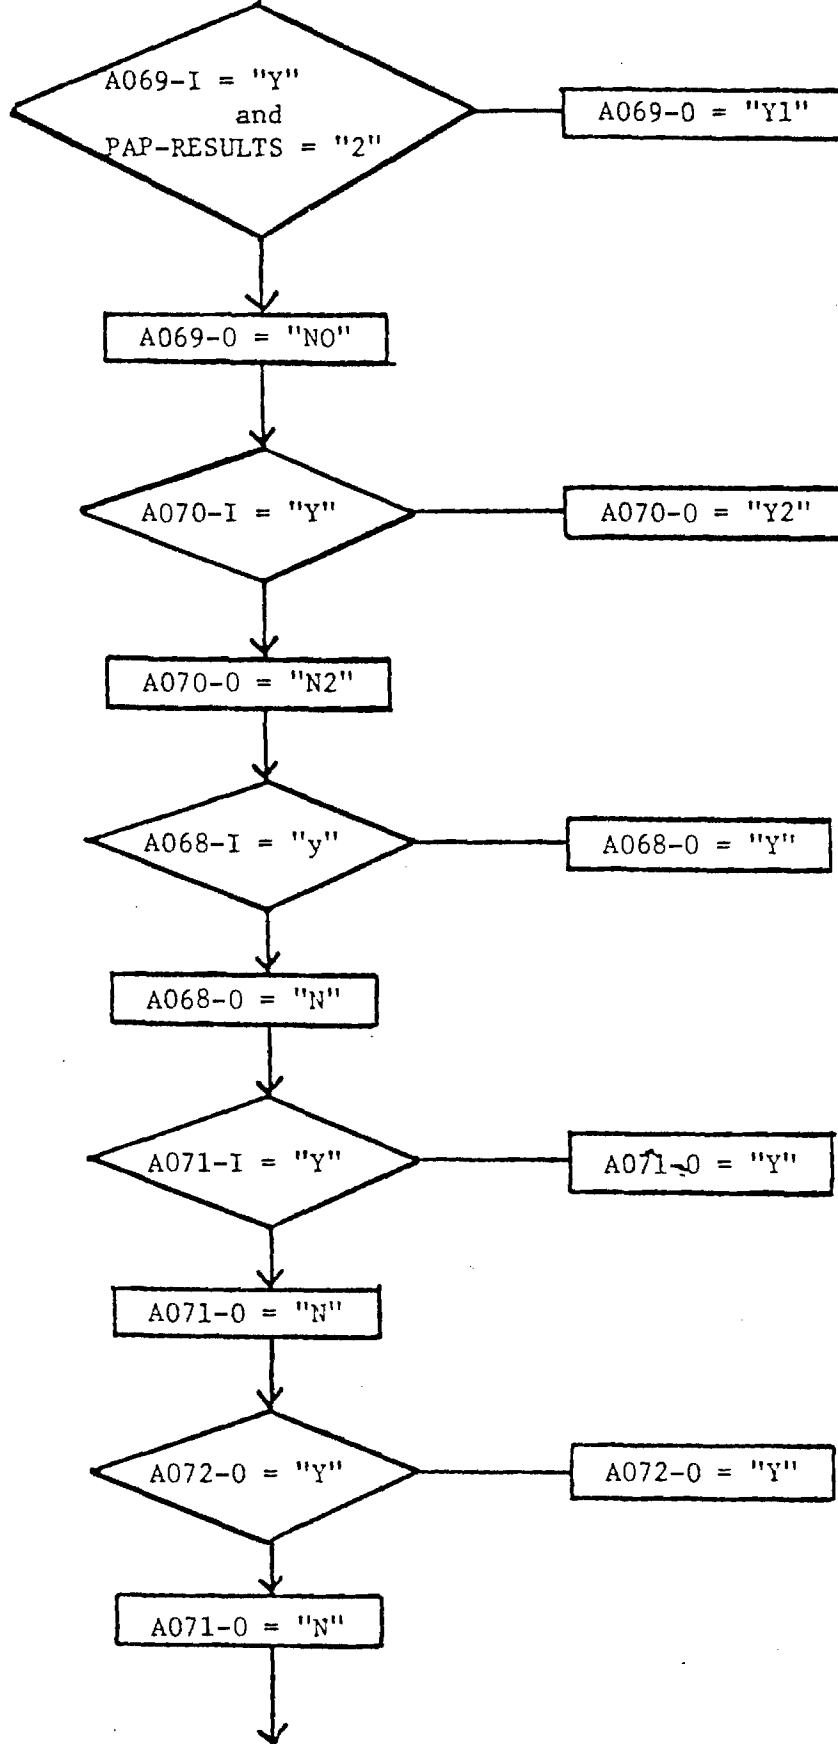 A069-I = "Y"
and
PAP-RESULTS = "2"
A069-0 = "Y1"
A069-0 = "NO"
A070-I = "Y"
A070-0 = "Y2"
A070-0 = "N2"
A068-I = "y"
A068-0 = "Y"
A068-0 = "N"
A071-I = "Y"
A071-0 = "Y"
A071-0 = "N"
A072-0 = "Y"
A072-0 = "Y"
A071-0 = "N"